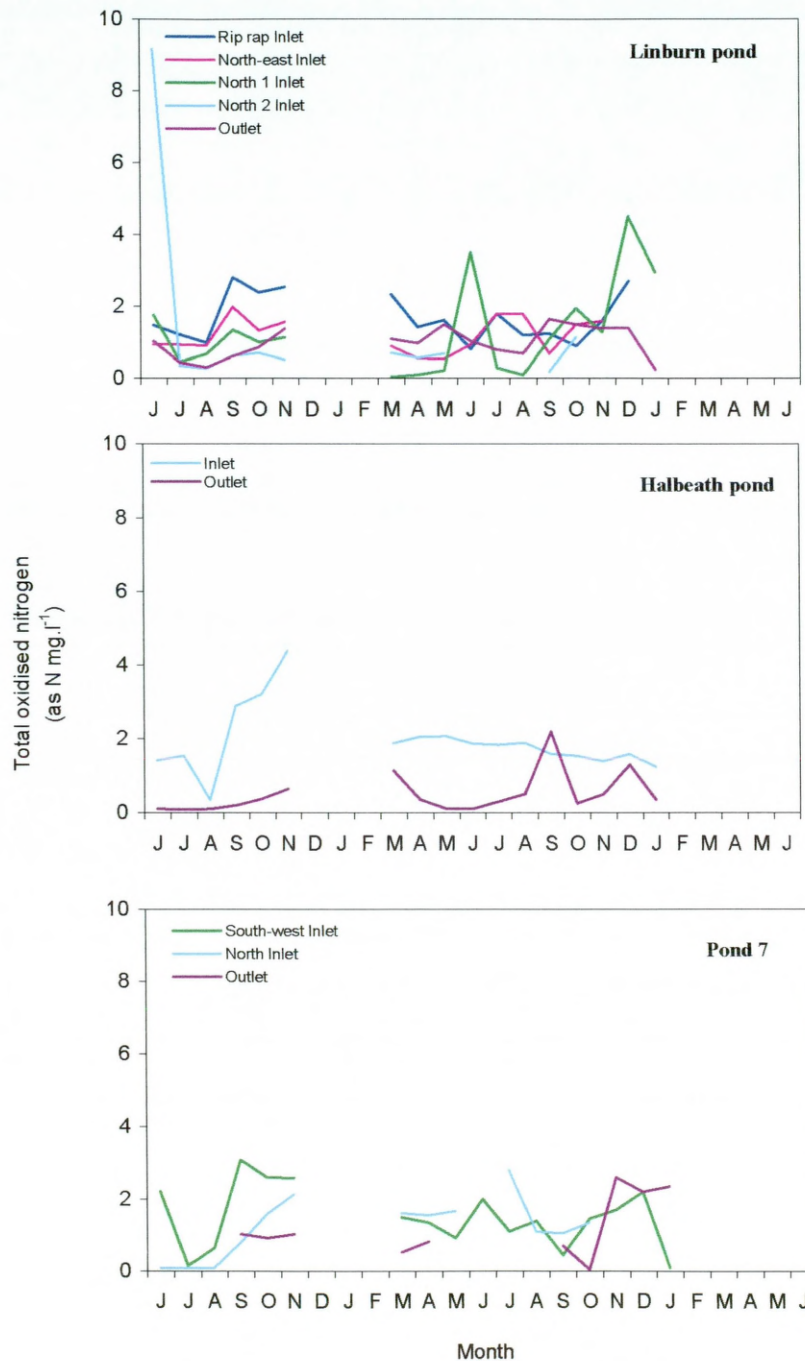 Linburn pond
Rip rap Inlet
North-east Inlet
North 1 Inlet
North 2 Inlet
Outlet
10
8
6
4
2
0
J J A S O N D J F M A M J J A S O N D J F M A M J
Halbeath pond
Inlet
Outlet
10
8
6
4
2
0
J J A S O N D J F M A M J J A S O N D J F M A M J
Pond 7
South-west Inlet
North Inlet
Outlet
10
8
6
4
2
0
J J A S O N D J F M A M J J A S O N D J F M A M J
Total oxidised nitrogen
(as N mg.l⁻¹)
Month